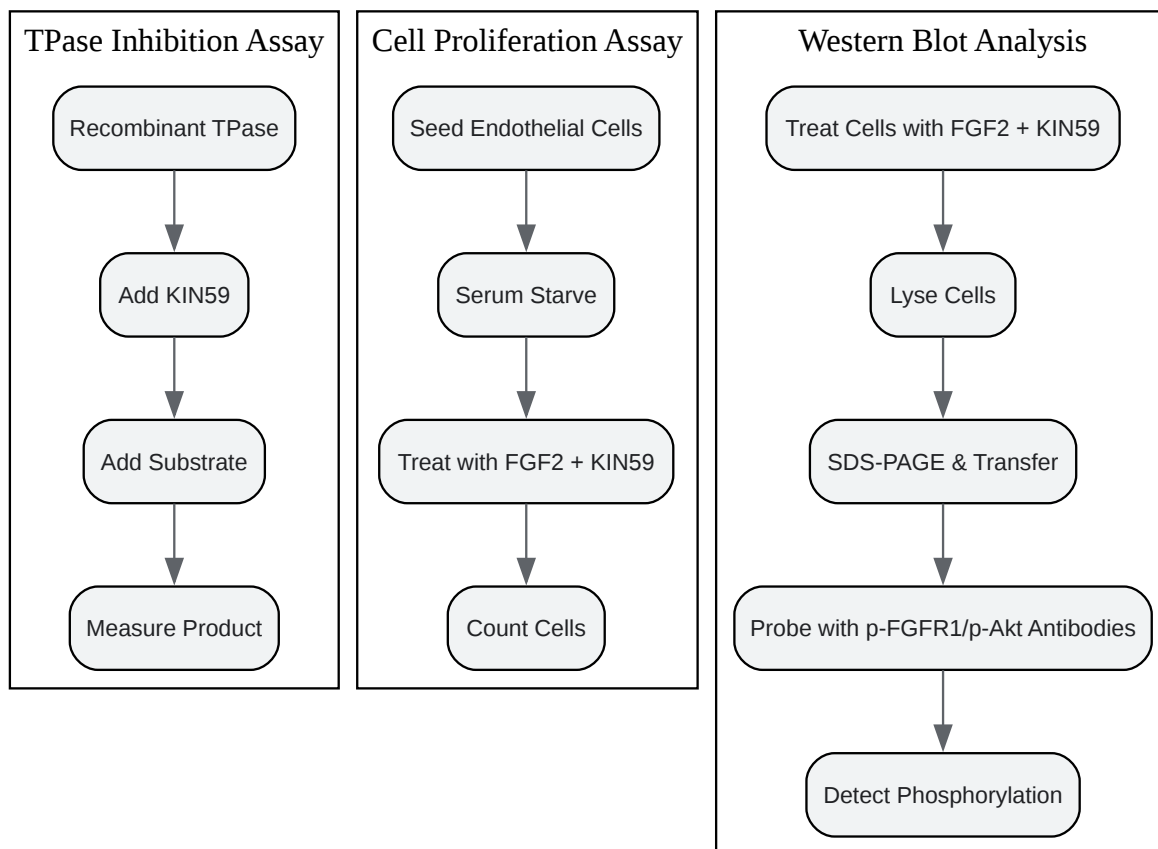 TPase Inhibition Assay
Recombinant TPase
Add KIN59
Add Substrate
Measure Product
Cell Proliferation Assay
Seed Endothelial Cells
Serum Starve
Treat with FGF2 + KIN59
Count Cells
Western Blot Analysis
Treat Cells with FGF2 + KIN59
Lyse Cells
SDS-PAGE & Transfer
Probe with p-FGFR1/p-Akt Antibodies
Detect Phosphorylation